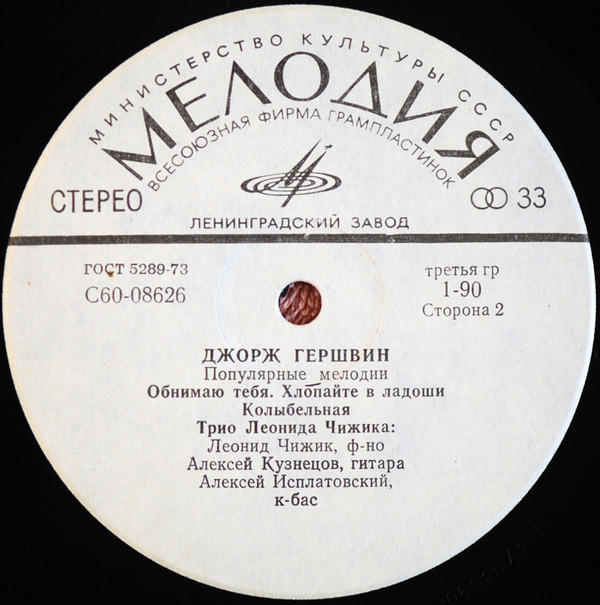 МИНИСТЕРСТВО КУЛЬТУРЫ СССР
МЕЛОДИЯ
ВСЕСОЮЗНАЯ ФИРМА ГРАМПЛАСТИНОК
СТЕРЕО
33
ЛЕНИНГРАДСКИЙ ЗАВОД
ГОСТ 5289-73
третья гр
С60-08626
1-90
Сторона 2
ДЖОРЖ ГЕРШВИН
Популярные мелодии
Обнимаю тебя. Хлопайте в ладоши
Колыбельная
Трио Леонида Чижика:
Леонид Чижик, ф-но
Алексей Кузнецов, гитара
Алексей Исплатовский,
к-бас